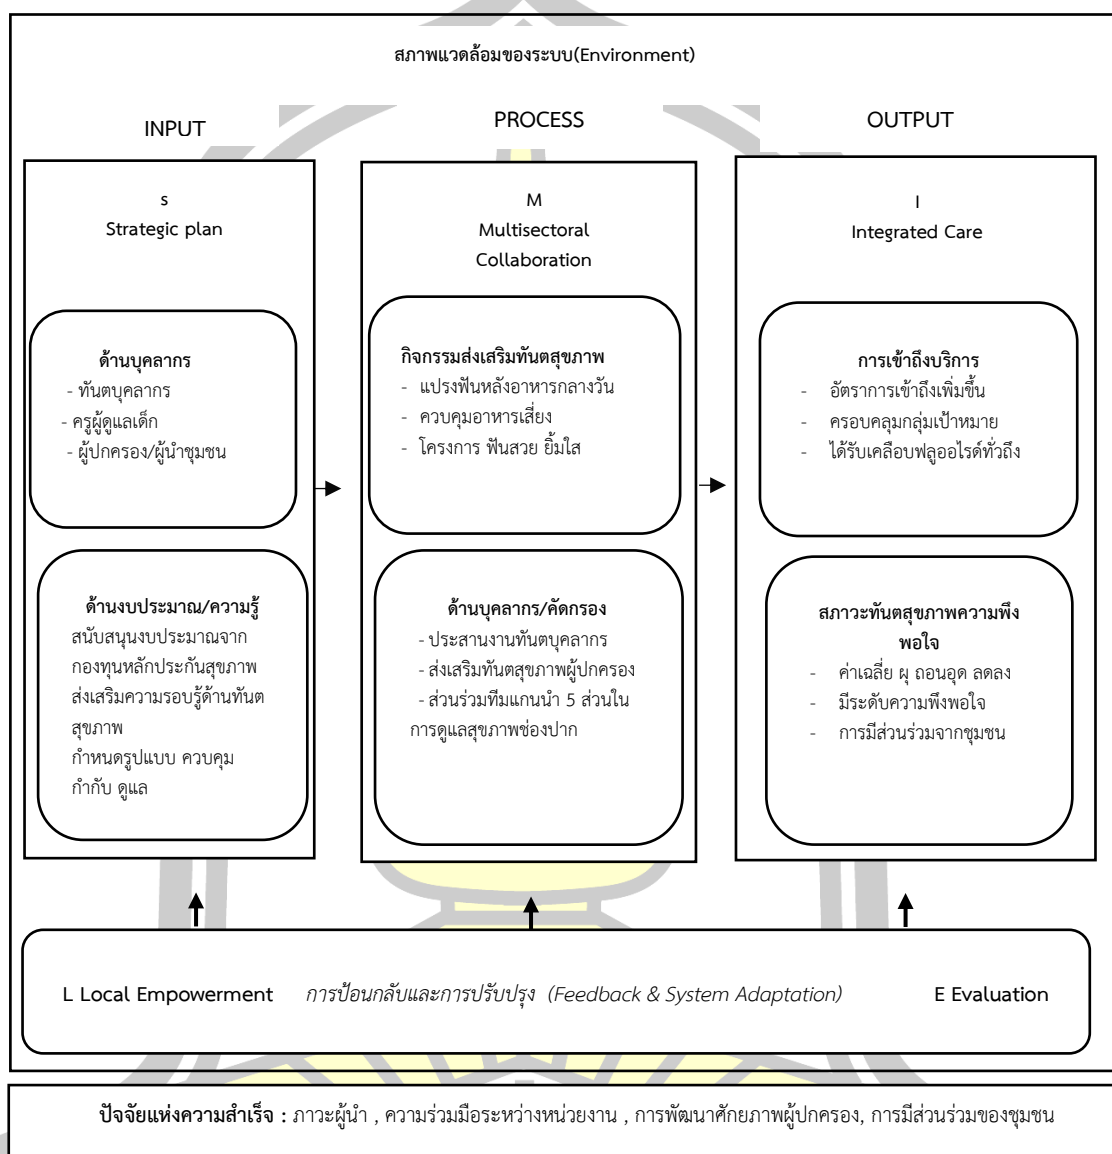 สภาพแวดล้อมของระบบ(Environment)
INPUT
s
Strategic plan
ด้านบุคลากร
- ทันตบุคลากร
- ครูผู้ดูแลเด็ก
- ผู้ปกครอง/ผู้นำชุมชน
ด้านงบประมาณ/ความรู้
สนับสนุนงบประมาณจาก
กองทุนหลักประกันสุขภาพ
ส่งเสริมความรอบรู้ด้านทันต
สุขภาพ
กำหนดรูปแบบ ควบคุม
กำกับ ดูแล
PROCESS
M
Multisectoral
Collaboration
กิจกรรมส่งเสริมทันตสุขภาพ
- แปรงฟันหลังอาหารกลางวัน
- ควบคุมอาหารเสี่ยง
- โครงการ ฟันสวย ยิ้มใส
ด้านบุคลากร/คัดกรอง
- ประสานงานทันตบุคลากร
- ส่งเสริมทันตสุขภาพผู้ปกครอง
- ส่วนร่วมทีมแกนนำ 5 ส่วนใน
การดูแลสุขภาพช่องปาก
OUTPUT
I
Integrated Care
การเข้าถึงบริการ
- อัตราการเข้าถึงเพิ่มขึ้น
- ครอบคลุมกลุ่มเป้าหมาย
- ได้รับเคลือบฟลูออไรด์ทั่วถึง
สภาวะทันตสุขภาพความพึง
พอใจ
- ค่าเฉลี่ย ผุ ถอนอุด ลดลง
- มีระดับความพึงพอใจ
- การมีส่วนร่วมจากชุมชน
L Local Empowerment การป้อนกลับและการปรับปรุง (Feedback & System Adaptation) E Evaluation
ปัจจัยแห่งความสำเร็จ : ภาวะผู้นำ , ความร่วมมือระหว่างหน่วยงาน , การพัฒนาศักยภาพผู้ปกครอง, การมีส่วนร่วมของชุมชน